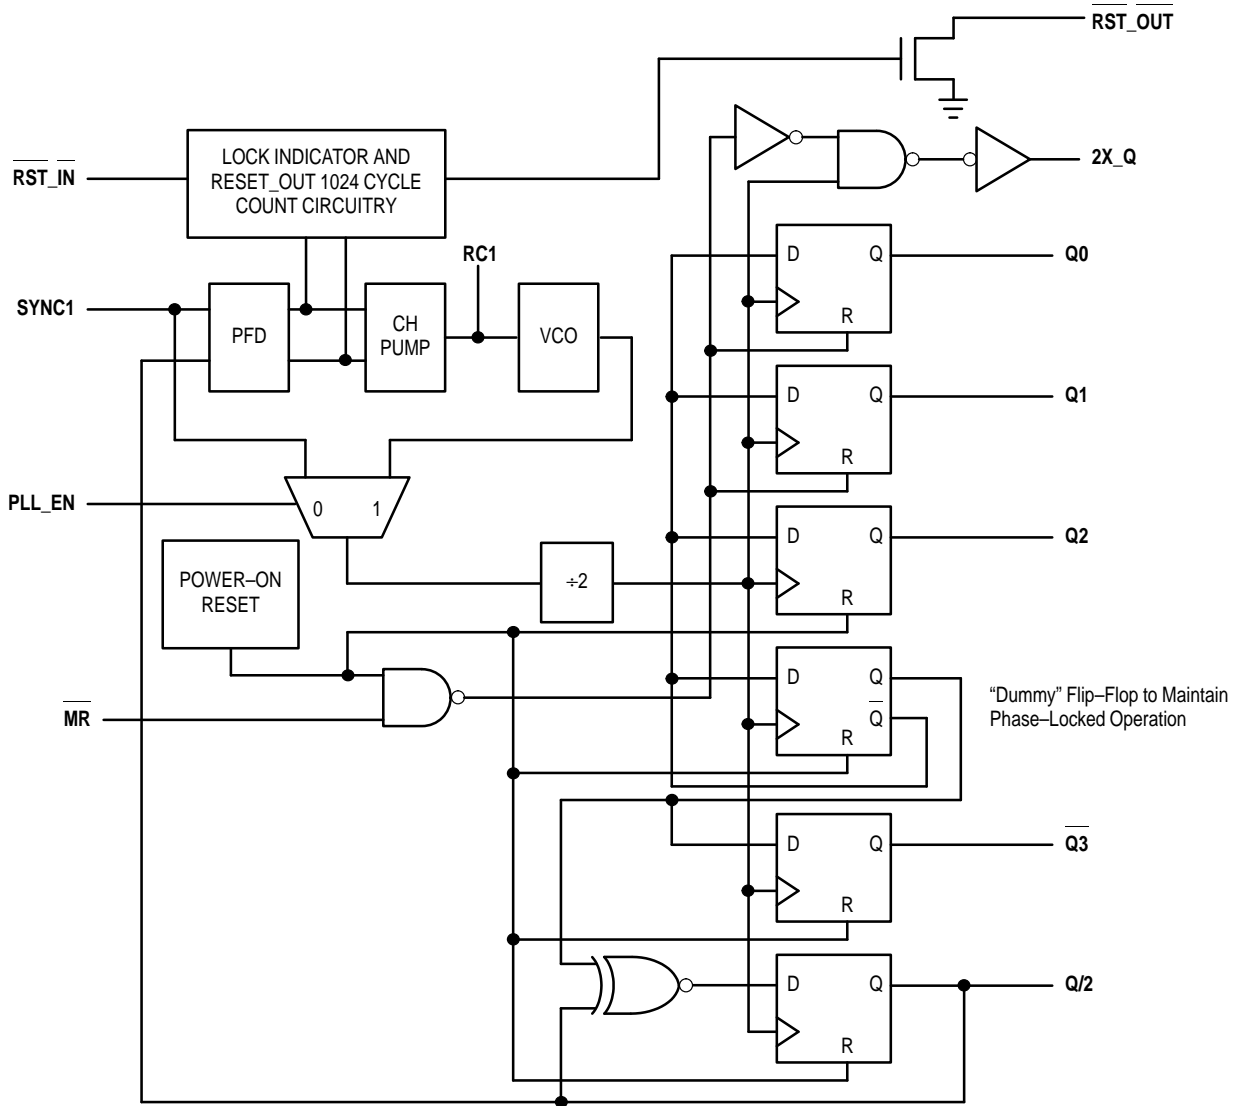 RST_OUT
2X_Q
LOCK INDICATOR AND
RESET_OUT 1024 CYCLE
COUNT CIRCUITRY
RST_IN
RC1
SYNC1
PFD
CH
PUMP
VCO
D Q
R
Q0
D Q
R
Q1
PLL_EN
0 1
D Q
R
Q2
POWER–ON
RESET
÷2
MR
D Q
Q
R
“Dummy” Flip–Flop to Maintain
Phase–Locked Operation
D Q
R
Q3
D Q
R
Q/2